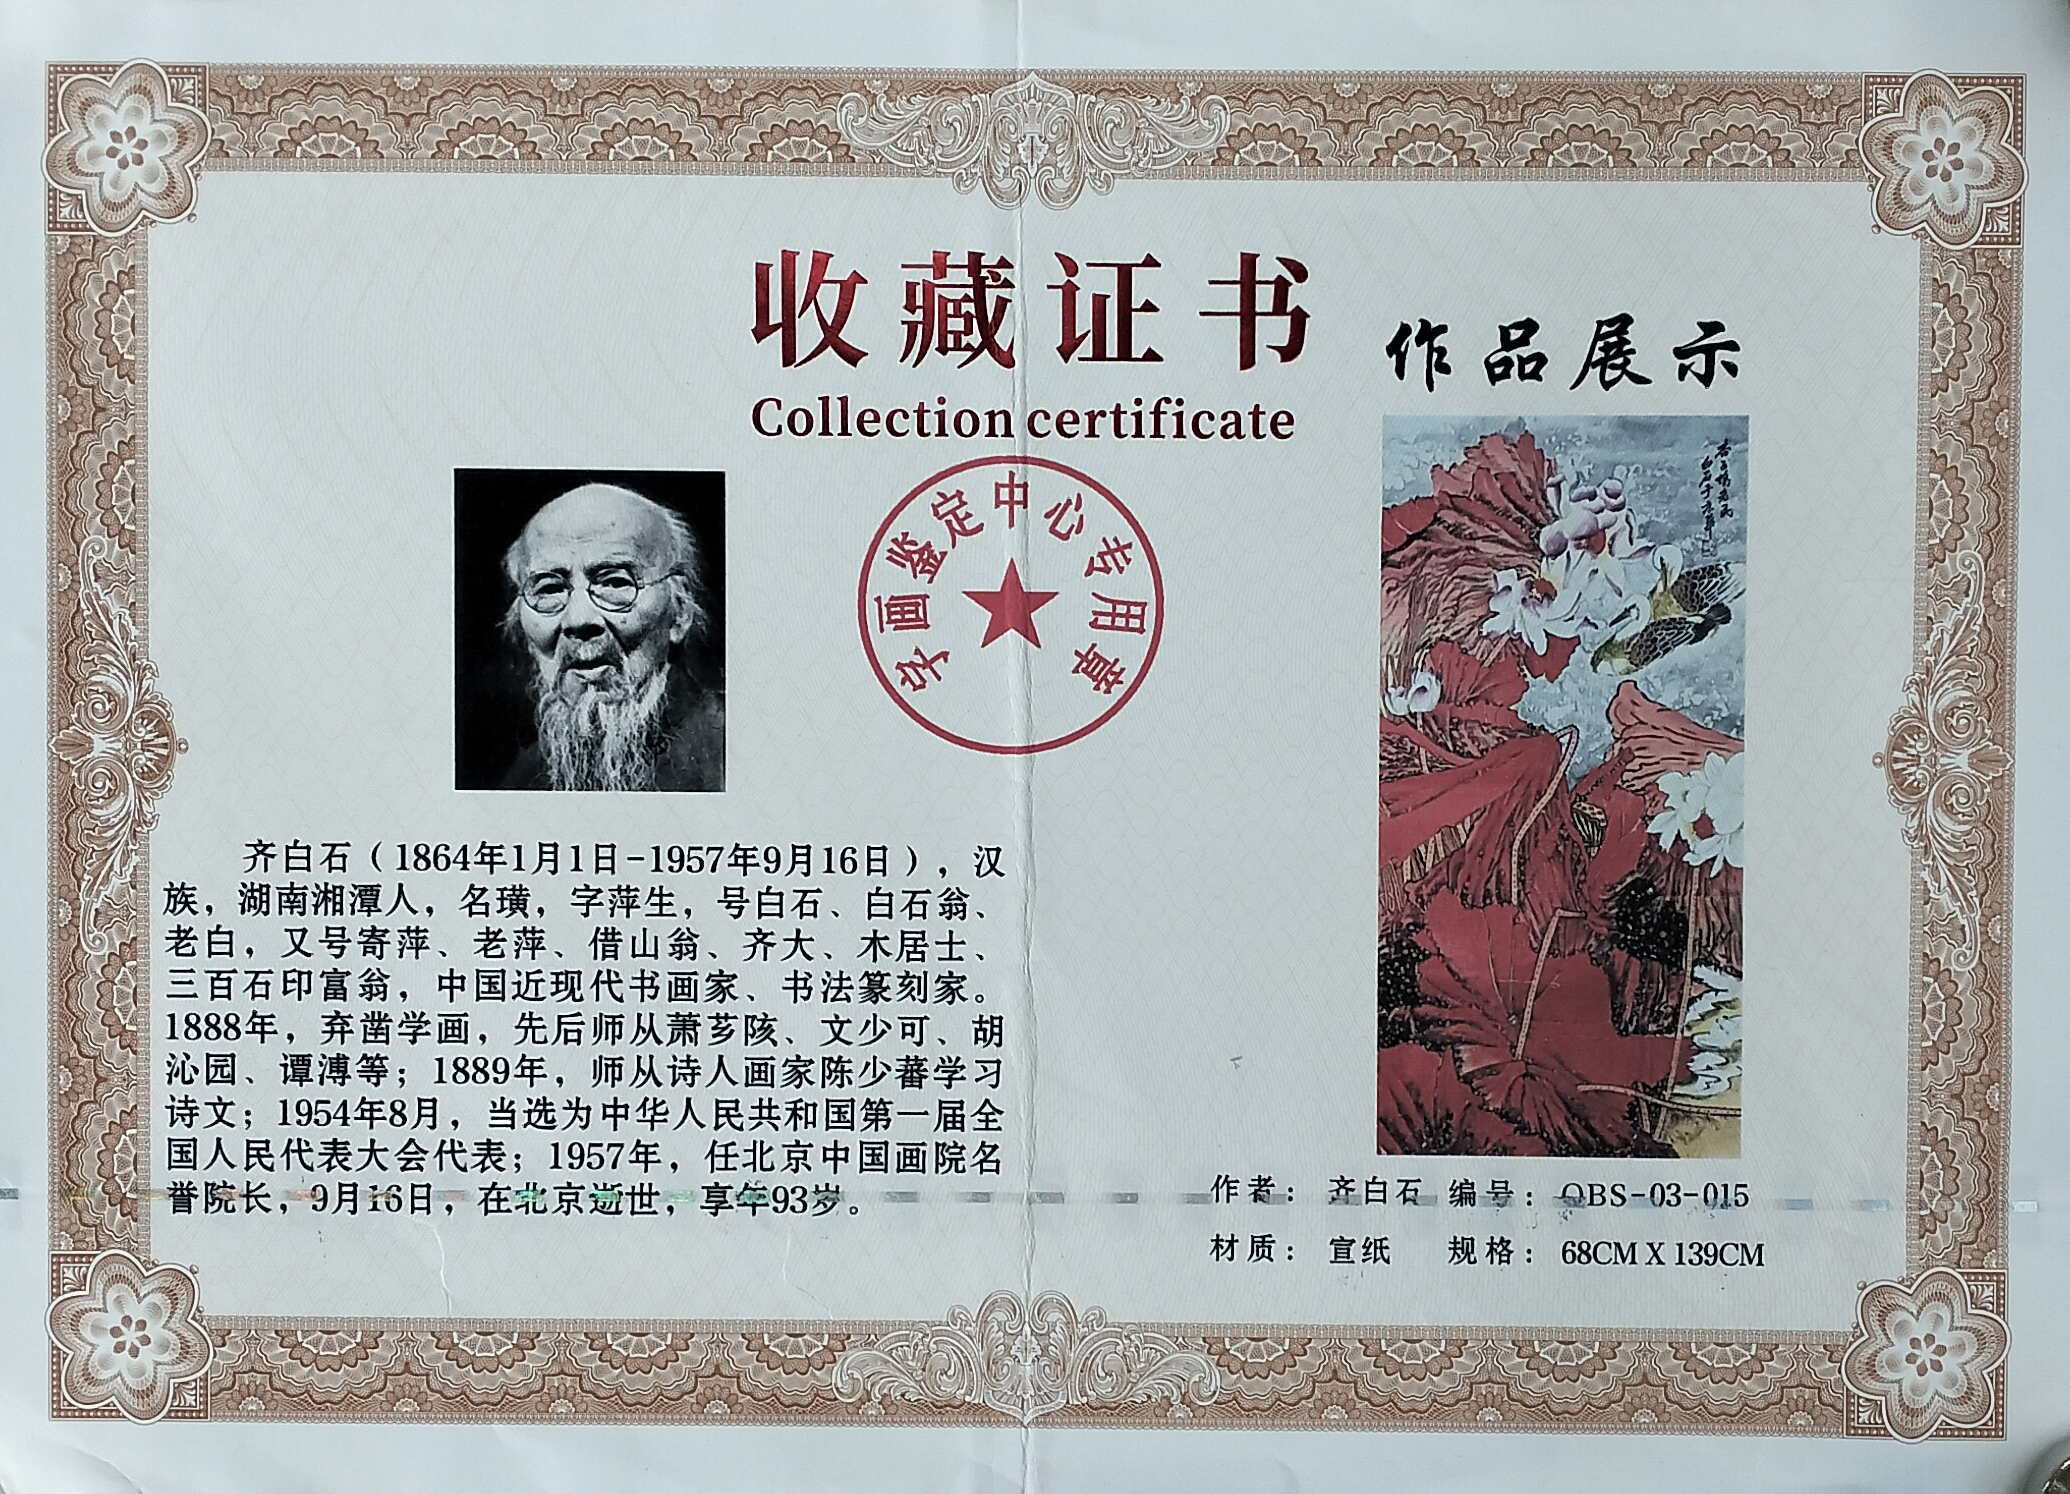 收藏证书
Collection certificate
作品展示
字画鉴定中心专用章
齐白石（1864年1月1日-1957年9月16日），汉
族，湖南湘潭人，名璜，字萍生，号白石、白石翁、
老白，又号寄萍、老萍、借山翁、齐大、木居士、
三百石印富翁，中国近现代书画家、书法篆刻家。
1888年，弃凿学画，先后师从萧芗陔、文少可、胡
沁园、谭溥等；1889年，师从诗人画家陈少蕃学习
诗文；1954年8月，当选为中华人民共和国第一届全
国人民代表大会代表；1957年，任北京中国画院名
誉院长，9月16日，在北京逝世，享年93岁。
作者： 齐白石 编号： QBS-03-015
材质： 宣纸 规格： 68CM X 139CM